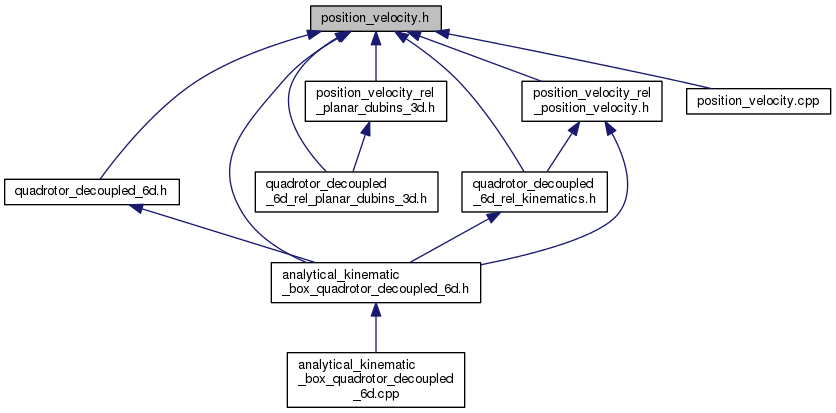 position_velocity.h
position_velocity_rel
_planar_dubins_3d.h
position_velocity_rel
_position_velocity.h
position_velocity.cpp
quadrotor_decoupled_6d.h
quadrotor_decoupled
_6d_rel_planar_dubins_3d.h
quadrotor_decoupled
_6d_rel_kinematics.h
analytical_kinematic
_box_quadrotor_decoupled_6d.h
analytical_kinematic
_box_quadrotor_decoupled
_6d.cpp